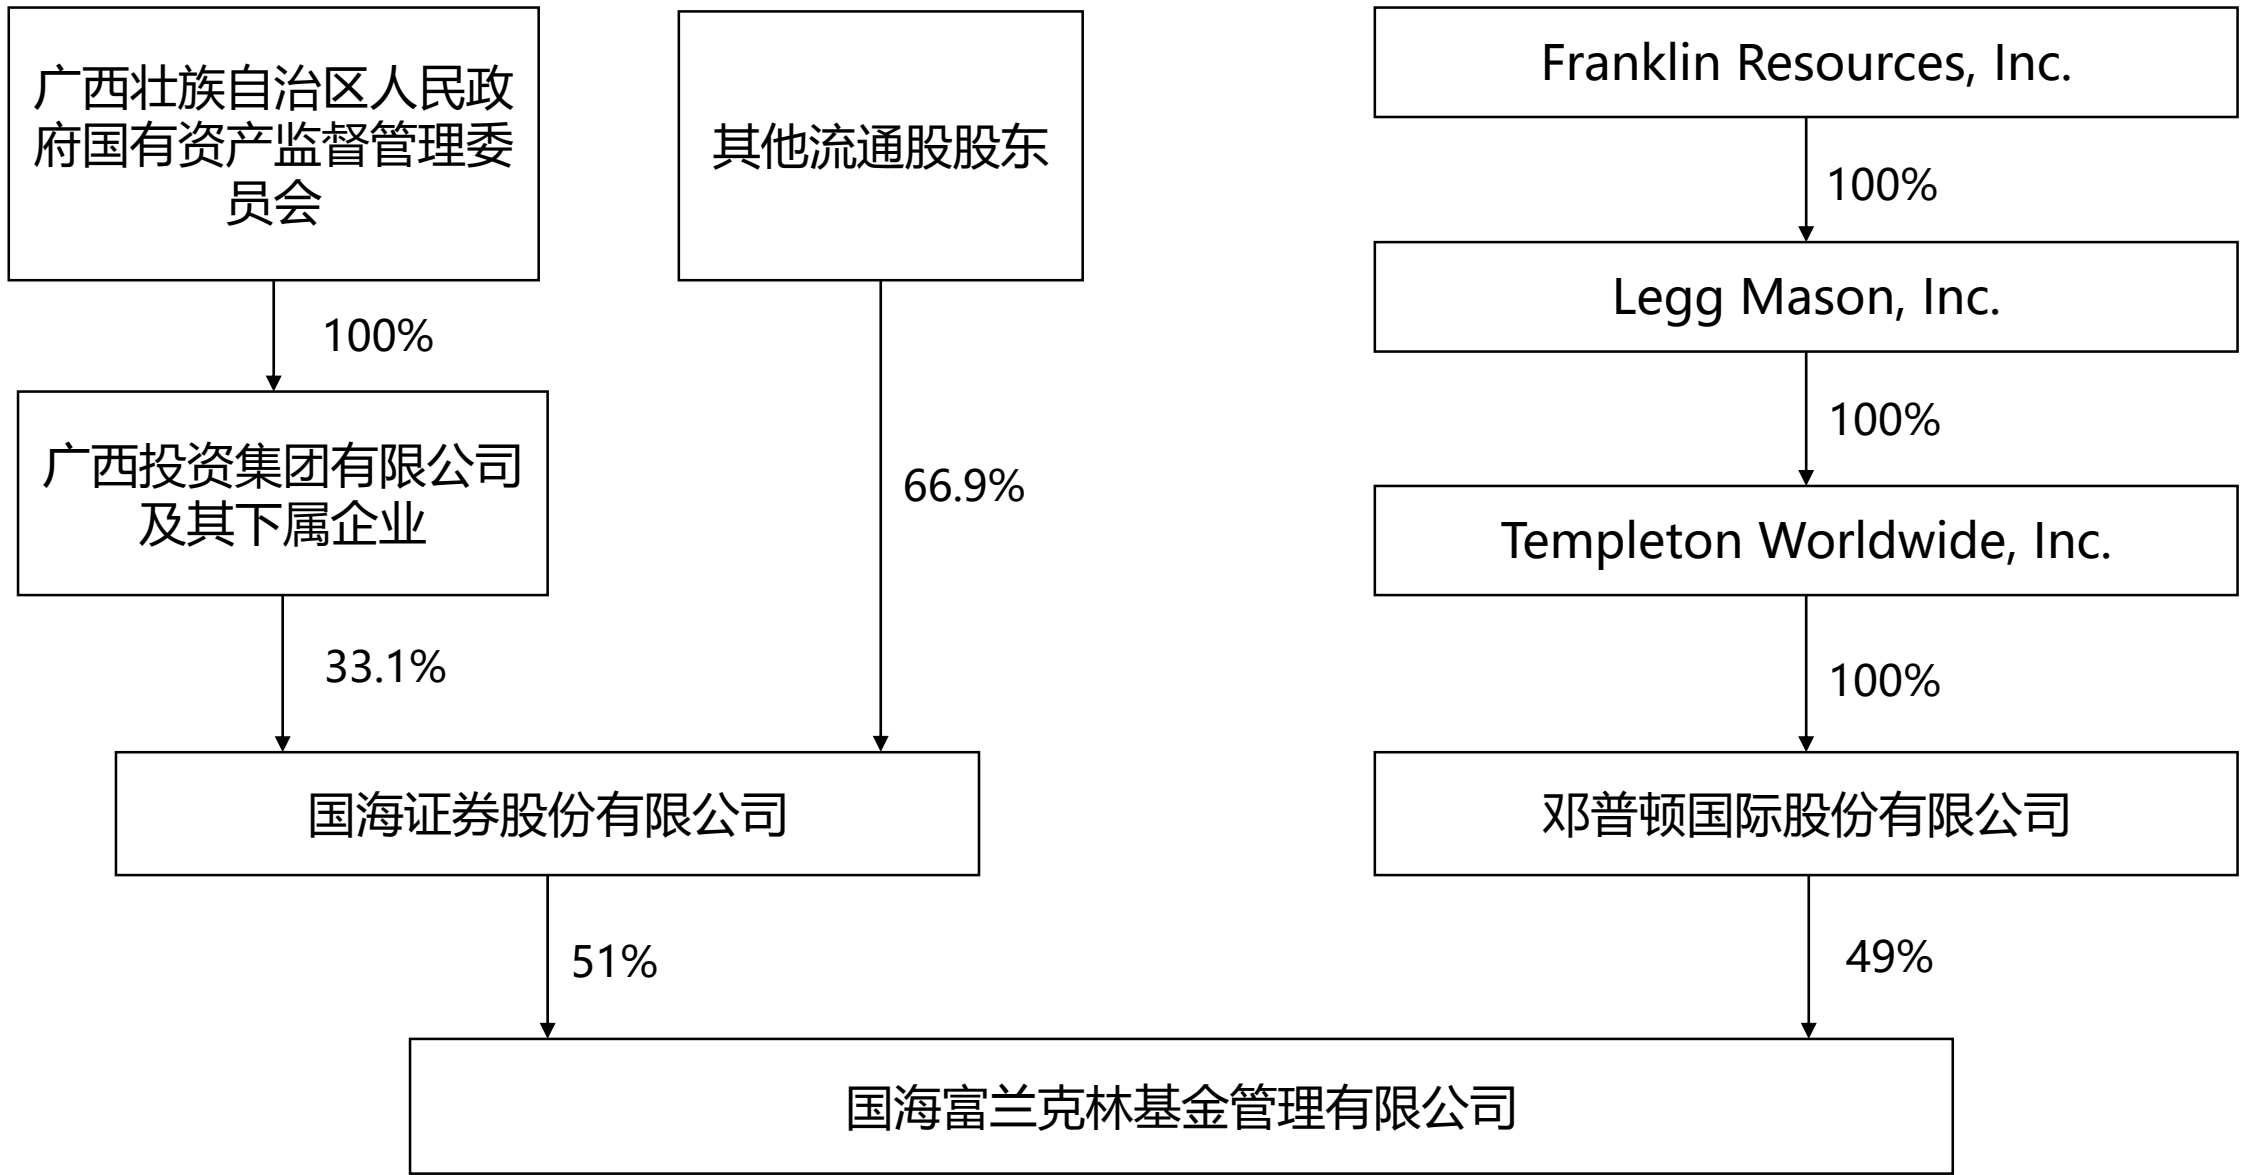 广西壮族自治区人民政
府国有资产监督管理委
员会
其他流通股股东
Franklin Resources, Inc.
100%
Legg Mason, Inc.
100%
100%
广西投资集团有限公司
及其下属企业
66.9%
Templeton Worldwide, Inc.
33.1%
100%
国海证券股份有限公司
邓普顿国际股份有限公司
51%
49%
国海富兰克林基金管理有限公司